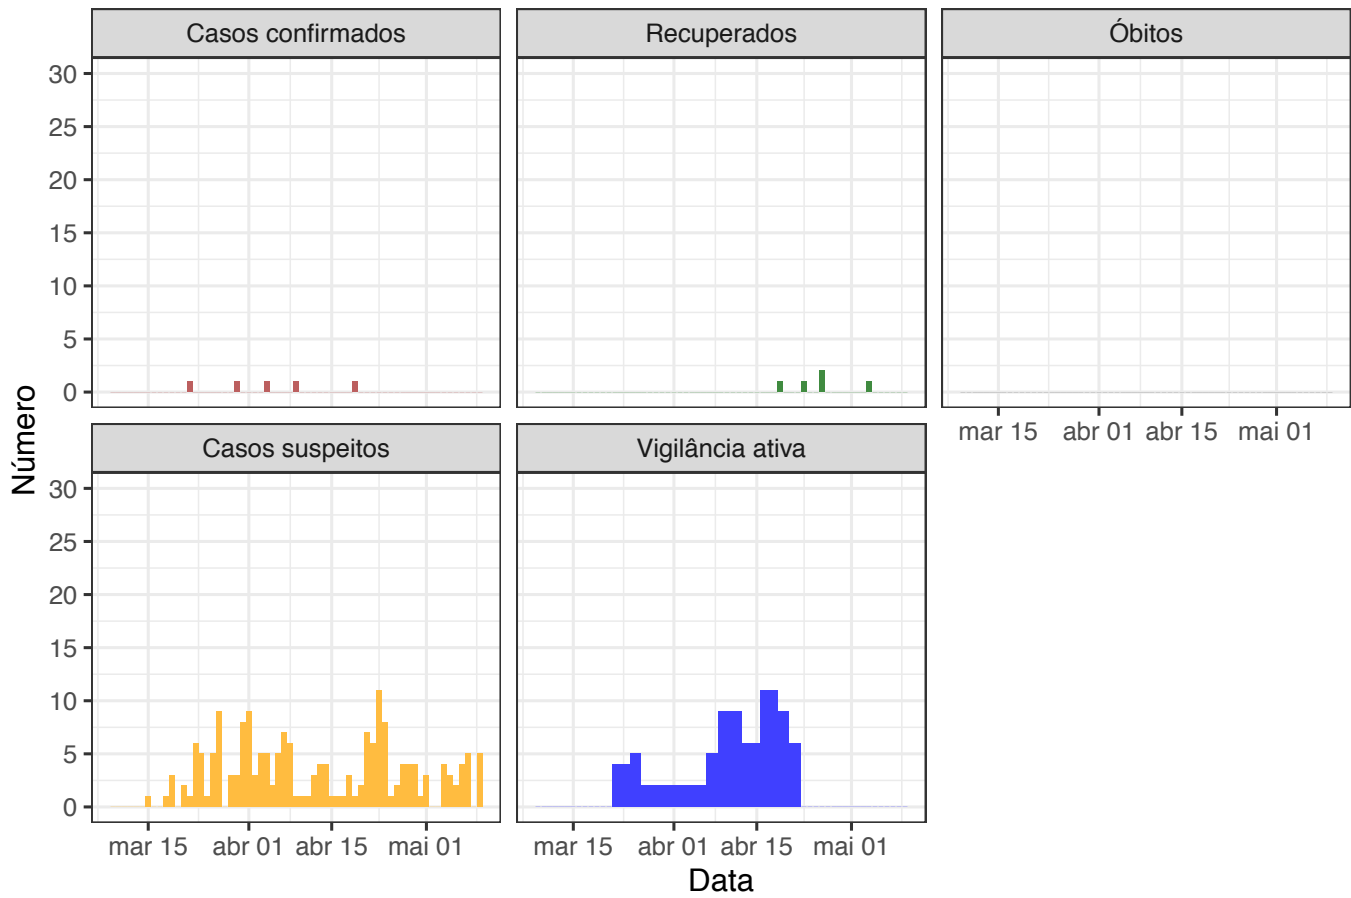 Casos confirmados
Recuperados
Óbitos
30
25
20
15
10
5
0
mar 15 abr 01 abr 15 mai 01
Número
Casos suspeitos
Vigilância ativa
30
25
20
15
10
5
0
mar 15 abr 01 abr 15 mai 01
mar 15 abr 01 abr 15 mai 01
Data